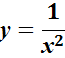 y = 1/x²